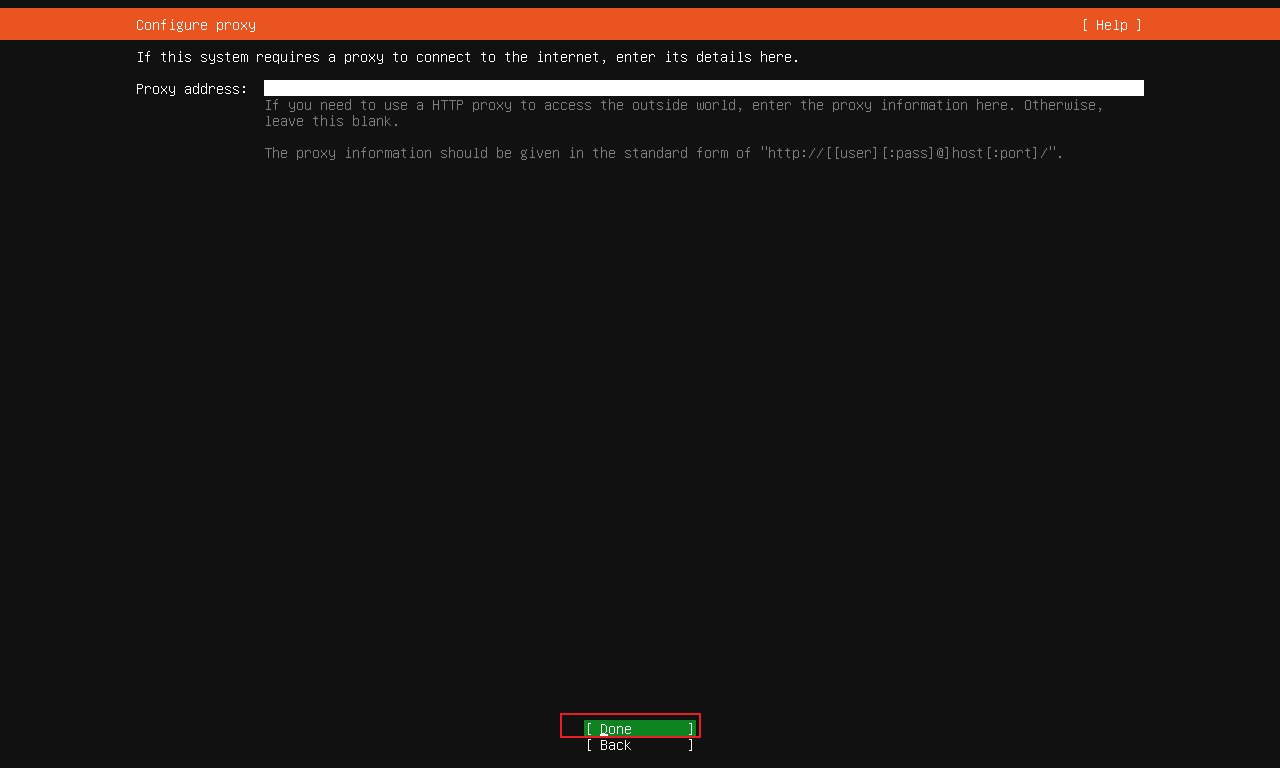 Configure proxy [ Help ]
If this system requires a proxy to connect to the internet, enter its details here.
Proxy address:
If you need to use a HTTP proxy to access the outside world, enter the proxy information here. Otherwise,
leave this blank.
The proxy information should be given in the standard form of "http://[[user][:pass]@]host[:port]/".
[ Done ]
[ Back ]